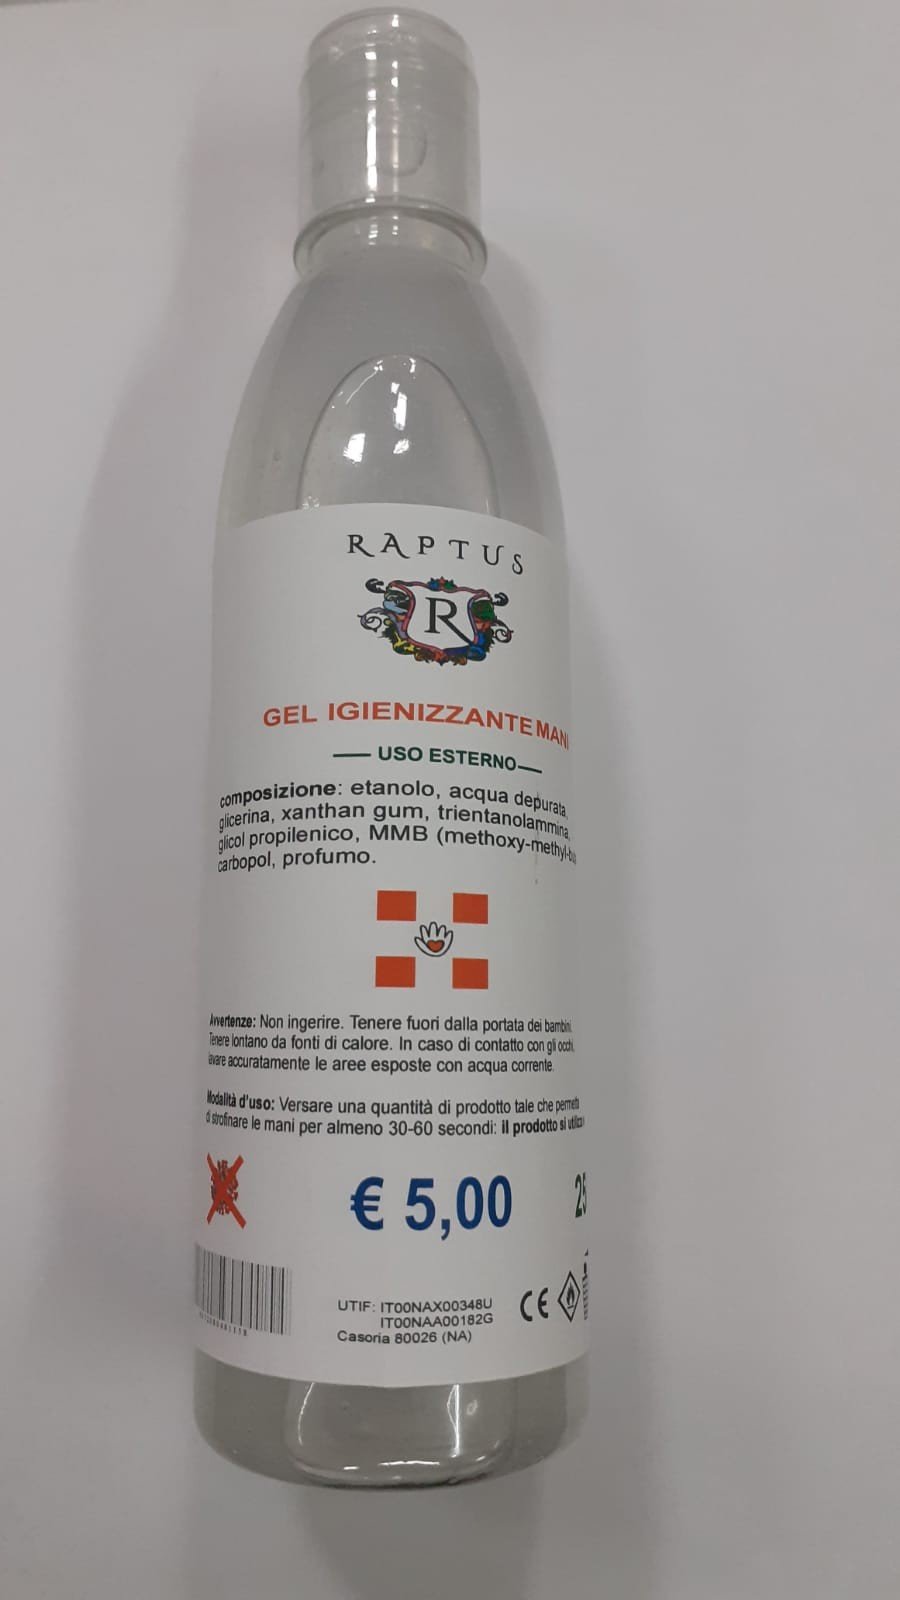 RAPTUS
R
GEL IGIENIZZANTE MANI
USO ESTERNO
composizione: etanolo, acqua depurata,
glicerina, xanthan gum, trientanolammina,
glicol propilenico, MMB (methoxy-methyl-bu
carbopol, profumo.
Avvertenze: Non ingerire. Tenere fuori dalla portata dei bambini.
Tenere lontano da fonti di calore. In caso di contatto con gli occhi,
lavare accuratamente le aree esposte con acqua corrente.
Modalità d'uso: Versare una quantità di prodotto tale che permetta
di strofinare le mani per almeno 30-60 secondi: il prodotto si utilizza
€ 5,00
25
UTIF: IT00NAX00348U
IT00NAA00182G
Casoria 80026 (NA)
CE